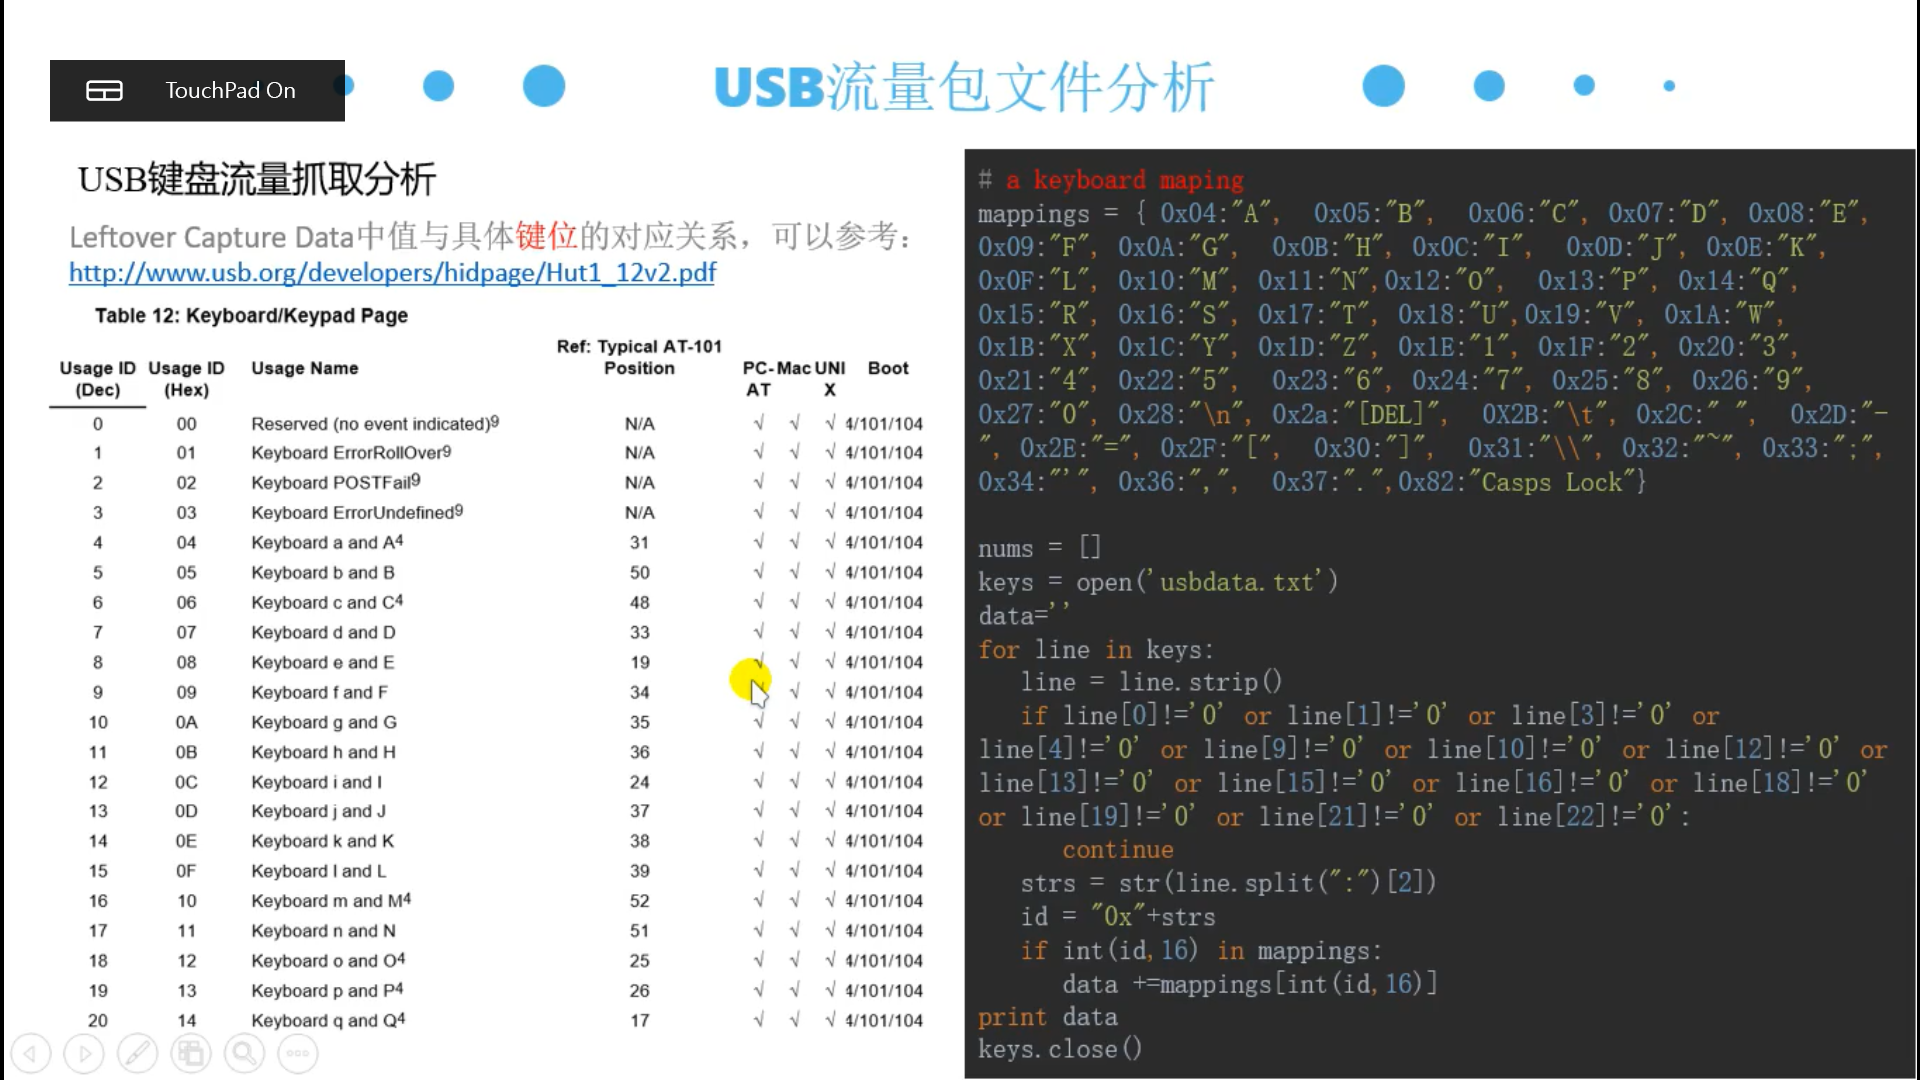 TouchPad On
USB流量包文件分析
USB键盘流量抓取分析
Leftover Capture Data中值与具体键位的对应关系，可以参考：
http://www.usb.org/developers/hidpage/Hut1_12v2.pdf
Table 12: Keyboard/Keypad Page
Usage ID (Dec) Usage ID (Hex) Usage Name Ref: Typical AT-101 Position PC-AT Mac UNIX Boot
0 00 Reserved (no event indicated)9 N/A √ √ √ 4/101/104
1 01 Keyboard ErrorRollOver9 N/A √ √ √ 4/101/104
2 02 Keyboard POSTFail9 N/A √ √ √ 4/101/104
3 03 Keyboard ErrorUndefined9 N/A √ √ √ 4/101/104
4 04 Keyboard a and A4 31 √ √ √ 4/101/104
5 05 Keyboard b and B 50 √ √ √ 4/101/104
6 06 Keyboard c and C4 48 √ √ √ 4/101/104
7 07 Keyboard d and D 33 √ √ √ 4/101/104
8 08 Keyboard e and E 19 √ √ √ 4/101/104
9 09 Keyboard f and F 34 √ √ √ 4/101/104
10 0A Keyboard g and G 35 √ √ √ 4/101/104
11 0B Keyboard h and H 36 √ √ √ 4/101/104
12 0C Keyboard i and I 24 √ √ √ 4/101/104
13 0D Keyboard j and J 37 √ √ √ 4/101/104
14 0E Keyboard k and K 38 √ √ √ 4/101/104
15 0F Keyboard l and L 39 √ √ √ 4/101/104
16 10 Keyboard m and M4 52 √ √ √ 4/101/104
17 11 Keyboard n and N 51 √ √ √ 4/101/104
18 12 Keyboard o and O4 25 √ √ √ 4/101/104
19 13 Keyboard p and P4 26 √ √ √ 4/101/104
20 14 Keyboard q and Q4 17 √ √ √ 4/101/104
# a keyboard maping
mappings = { 0x04:"A", 0x05:"B", 0x06:"C", 0x07:"D", 0x08:"E",
0x09:"F", 0x0A:"G", 0x0B:"H", 0x0C:"I", 0x0D:"J", 0x0E:"K",
0x0F:"L", 0x10:"M", 0x11:"N",0x12:"O", 0x13:"P", 0x14:"Q",
0x15:"R", 0x16:"S", 0x17:"T", 0x18:"U",0x19:"V", 0x1A:"W",
0x1B:"X", 0x1C:"Y", 0x1D:"Z", 0x1E:"1", 0x1F:"2", 0x20:"3",
0x21:"4", 0x22:"5", 0x23:"6", 0x24:"7", 0x25:"8", 0x26:"9",
0x27:"0", 0x28:"\n", 0x2a:"[DEL]", 0X2B:"\t", 0x2C:" ", 0x2D:"-
", 0x2E:"=", 0x2F:"[", 0x30:"]", 0x31:"\\", 0x32:"~", 0x33:";",
0x34:"'", 0x36:",", 0x37:".",0x82:"Casps Lock"}
nums = []
keys = open('usbdata.txt')
data=''
for line in keys:
line = line.strip()
if line[0]!='0' or line[1]!='0' or line[3]!='0' or
line[4]!='0' or line[9]!='0' or line[10]!='0' or line[12]!='0' or
line[13]!='0' or line[15]!='0' or line[16]!='0' or line[18]!='0'
or line[19]!='0' or line[21]!='0' or line[22]!='0':
continue
strs = str(line.split(":")[2])
id = "0x"+strs
if int(id,16) in mappings:
data +=mappings[int(id,16)]
print data
keys.close()